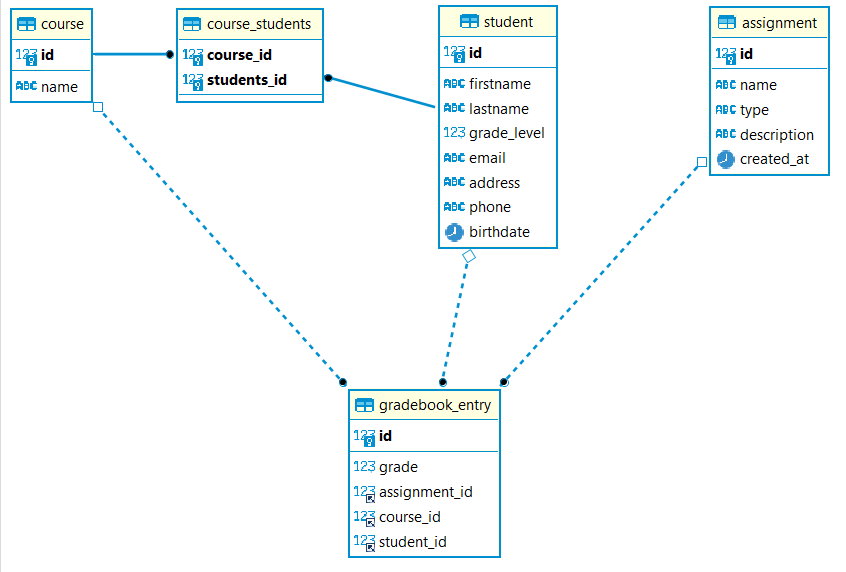 course
123 id
ABC name
course_students
123 course_id
123 students_id
student
123 id
ABC firstname
ABC lastname
123 grade_level
ABC email
ABC address
ABC phone
birthdate
assignment
123 id
ABC name
ABC type
ABC description
created_at
gradebook_entry
123 id
123 grade
123 assignment_id
123 course_id
123 student_id